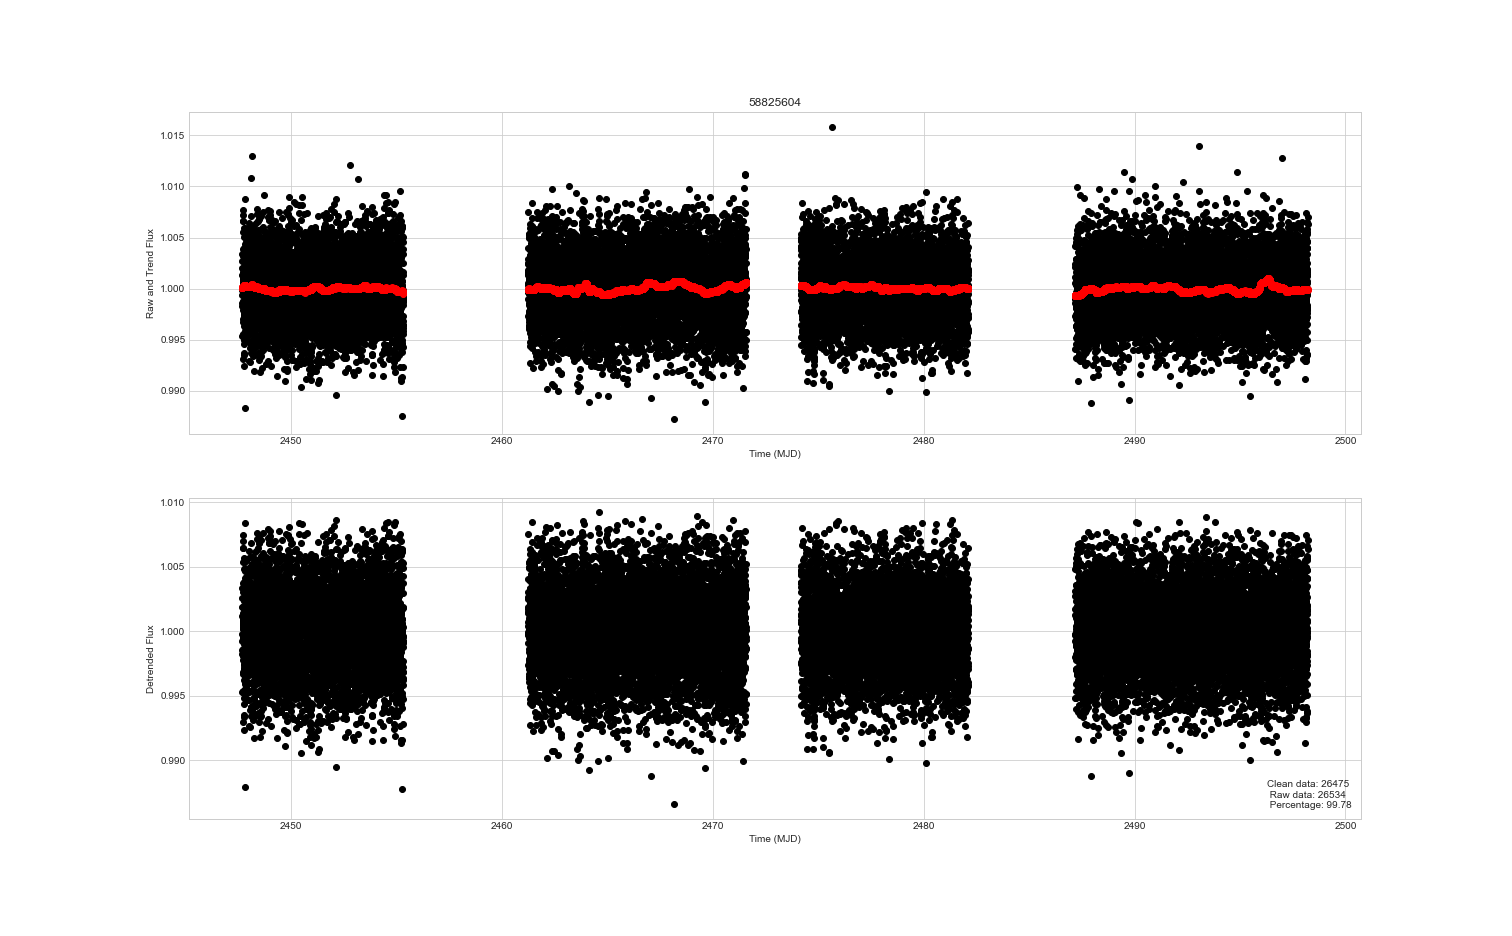 58825604
1.015
1.010
1.005
1.000
0.995
0.990
Raw and Trend Flux
2450 2460 2470 2480 2490 2500
Time (MJD)
1.010
1.005
1.000
0.995
0.990
Detrended Flux
Clean data: 26475
Raw data: 26534
Percentage: 99.78
2450 2460 2470 2480 2490 2500
Time (MJD)